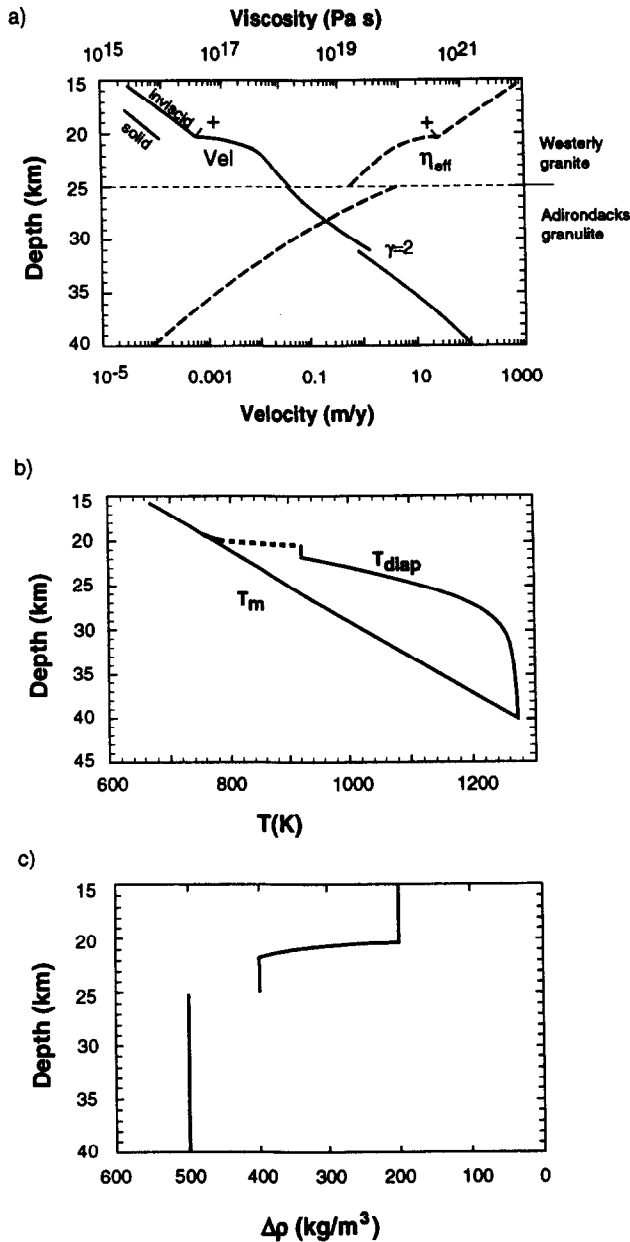 a)
Viscosity (Pa s)
10^15 10^17 10^19 10^21
15
20
25
30
35
40
Depth (km)
inviscid
solid
+
Vel
+
η_eff
γ=2
Westerly
granite
Adirondacks
granulite
10^-5 0.001 0.1 10 1000
Velocity (m/y)
b)
15
20
25
30
35
40
45
Depth (km)
T_m
T_diap
600 800 1000 1200
T(K)
c)
15
20
25
30
35
40
Depth (km)
600 500 400 300 200 100 0
Δρ (kg/m³)